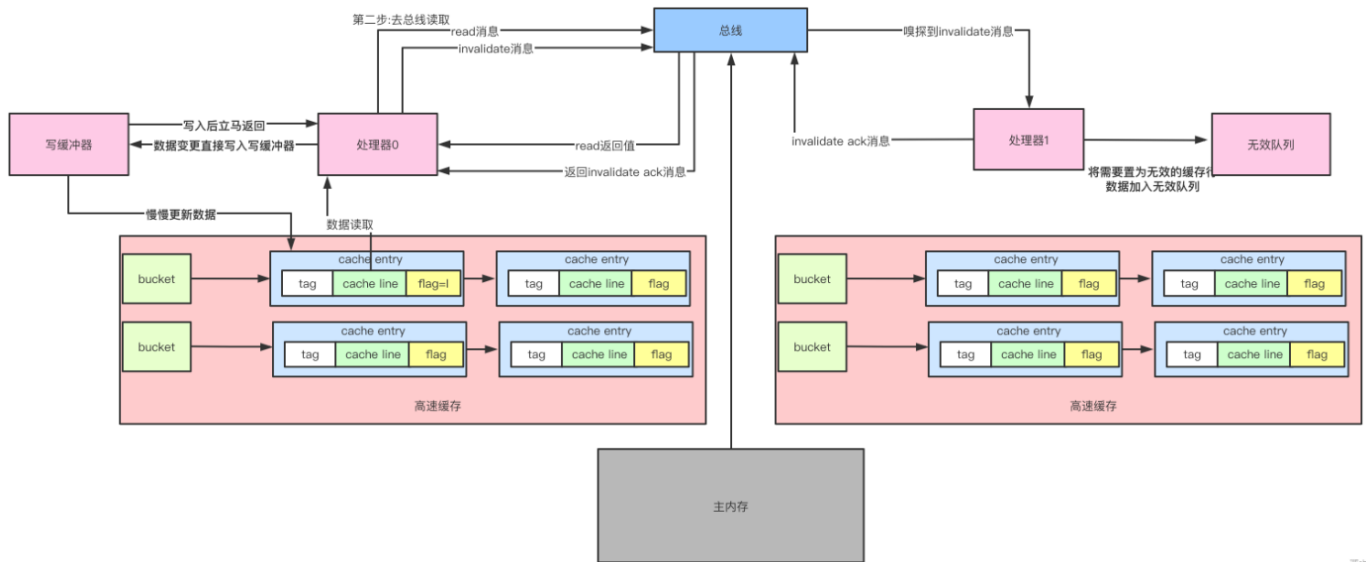 第二步:去总线读取
read消息
invalidate消息
总线
嗅探到invalidate消息
写缓冲器
写入后立马返回
数据变更直接写入写缓冲器
处理器0
read返回值
返回invalidate ack消息
invalidate ack消息
处理器1
将需要置为无效的缓存行
数据加入无效队列
无效队列
慢慢更新数据
数据读取
bucket
cache entry
tag
cache line
flag=I
cache entry
tag
cache line
flag
bucket
cache entry
tag
cache line
flag
cache entry
tag
cache line
flag
高速缓存
bucket
cache entry
tag
cache line
flag
cache entry
tag
cache line
flag
bucket
cache entry
tag
cache line
flag
cache entry
tag
cache line
flag
高速缓存
主内存